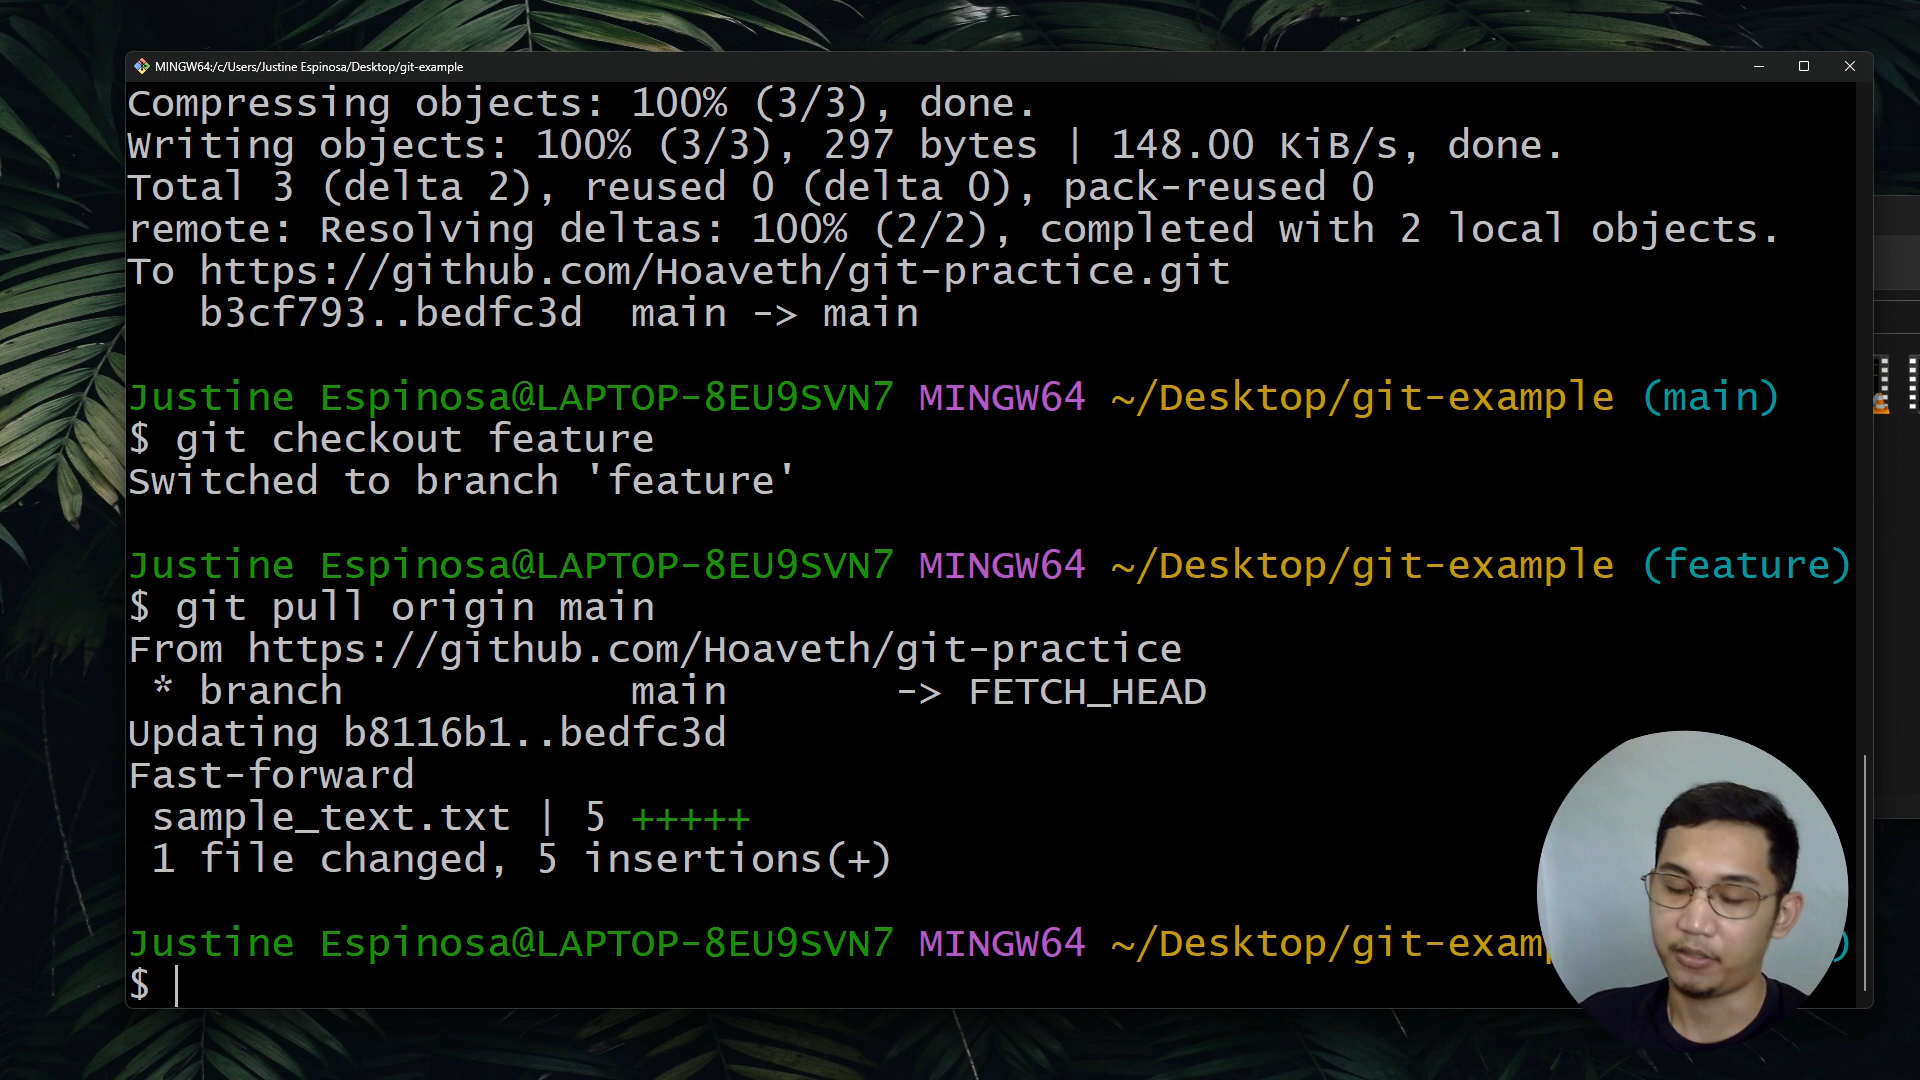 MINGW64:/c/Users/Justine Espinosa/Desktop/git-example
Compressing objects: 100% (3/3), done.
Writing objects: 100% (3/3), 297 bytes | 148.00 KiB/s, done.
Total 3 (delta 2), reused 0 (delta 0), pack-reused 0
remote: Resolving deltas: 100% (2/2), completed with 2 local objects.
To https://github.com/Hoaveth/git-practice.git
   b3cf793..bedfc3d  main -> main
Justine Espinosa@LAPTOP-8EU9SVN7 MINGW64 ~/Desktop/git-example (main)
$ git checkout feature
Switched to branch 'feature'
Justine Espinosa@LAPTOP-8EU9SVN7 MINGW64 ~/Desktop/git-example (feature)
$ git pull origin main
From https://github.com/Hoaveth/git-practice
 * branch            main       -> FETCH_HEAD
Updating b8116b1..bedfc3d
Fast-forward
 sample_text.txt | 5 +++++
 1 file changed, 5 insertions(+)
Justine Espinosa@LAPTOP-8EU9SVN7 MINGW64 ~/Desktop/git-exam
$